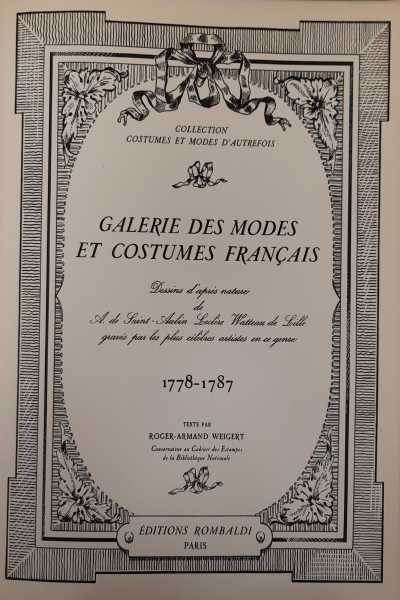 COLLECTION
COSTUMES ET MODES D'AUTREFOIS
GALERIE DES MODES
ET COSTUMES FRANÇAIS
Dessins d'après nature
de
A. de Saint-Aubin Leclère Watteau de Lille
gravés par les plus célèbres artistes en ce genre
1778-1787
TEXTE PAR
ROGER-ARMAND WEIGERT
Conservateur au Cabinet des Estampes
de la Bibliothèque Nationale
ÉDITIONS ROMBALDI
PARIS